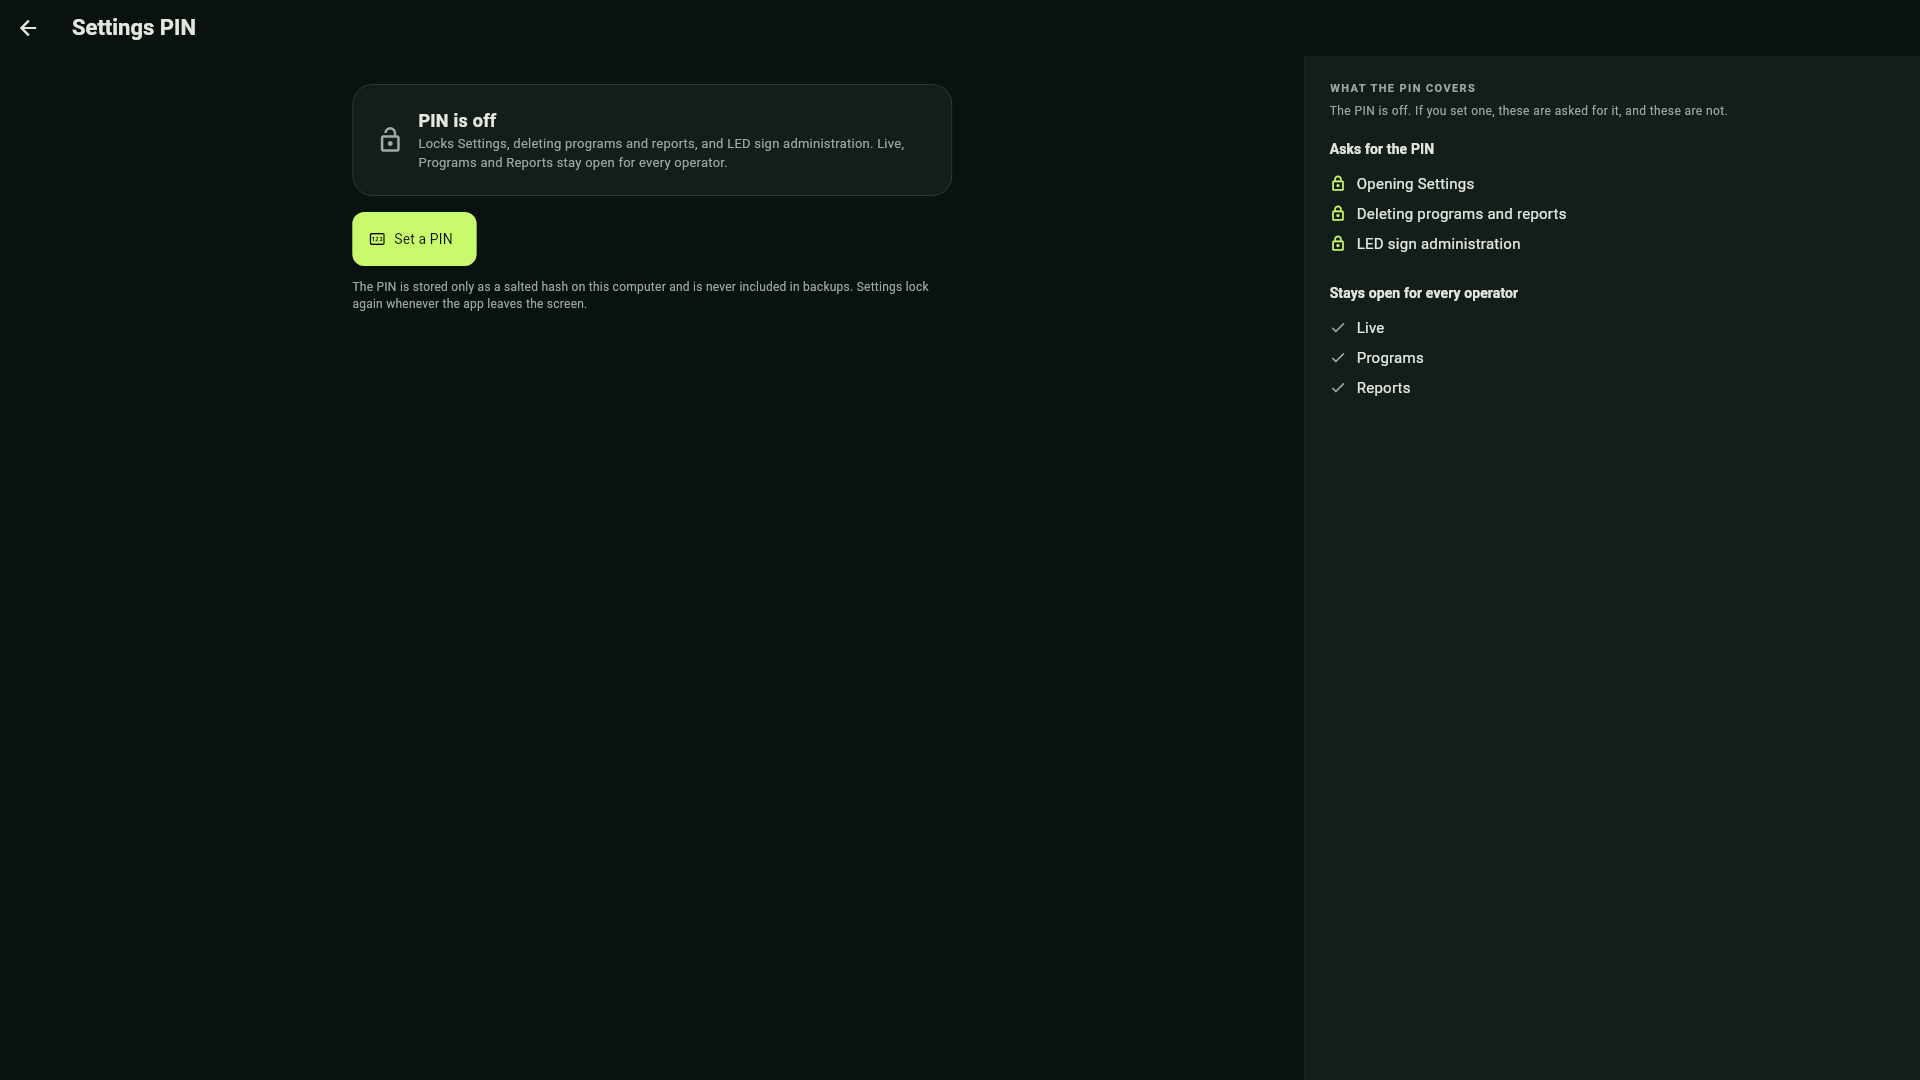 Settings PIN
PIN is off
Locks Settings, deleting programs and reports, and LED sign administration. Live,
Programs and Reports stay open for every operator.
123
Set a PIN
The PIN is stored only as a salted hash on this computer and is never included in backups. Settings lock
again whenever the app leaves the screen.
WHAT THE PIN COVERS
The PIN is off. If you set one, these are asked for it, and these are not.
Asks for the PIN
Opening Settings
Deleting programs and reports
LED sign administration
Stays open for every operator
Live
Programs
Reports